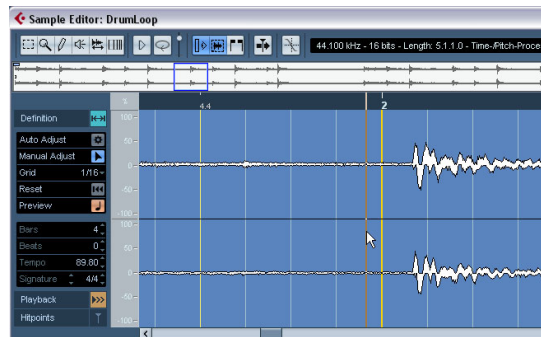 Sample Editor: DrumLoop
44.100 kHz - 16 bits - Length: 5.1.1.0 - Time-/Pitch-Proce
%
4.4
2
Definition
100
Auto Adjust
Manual Adjust
50
Grid 1/16
0
Reset
-50
Preview
-100
100
Bars 4
Beats 0
50
Tempo 89.80
0
Signature 4/4
-50
Playback
Hitpoints
-100